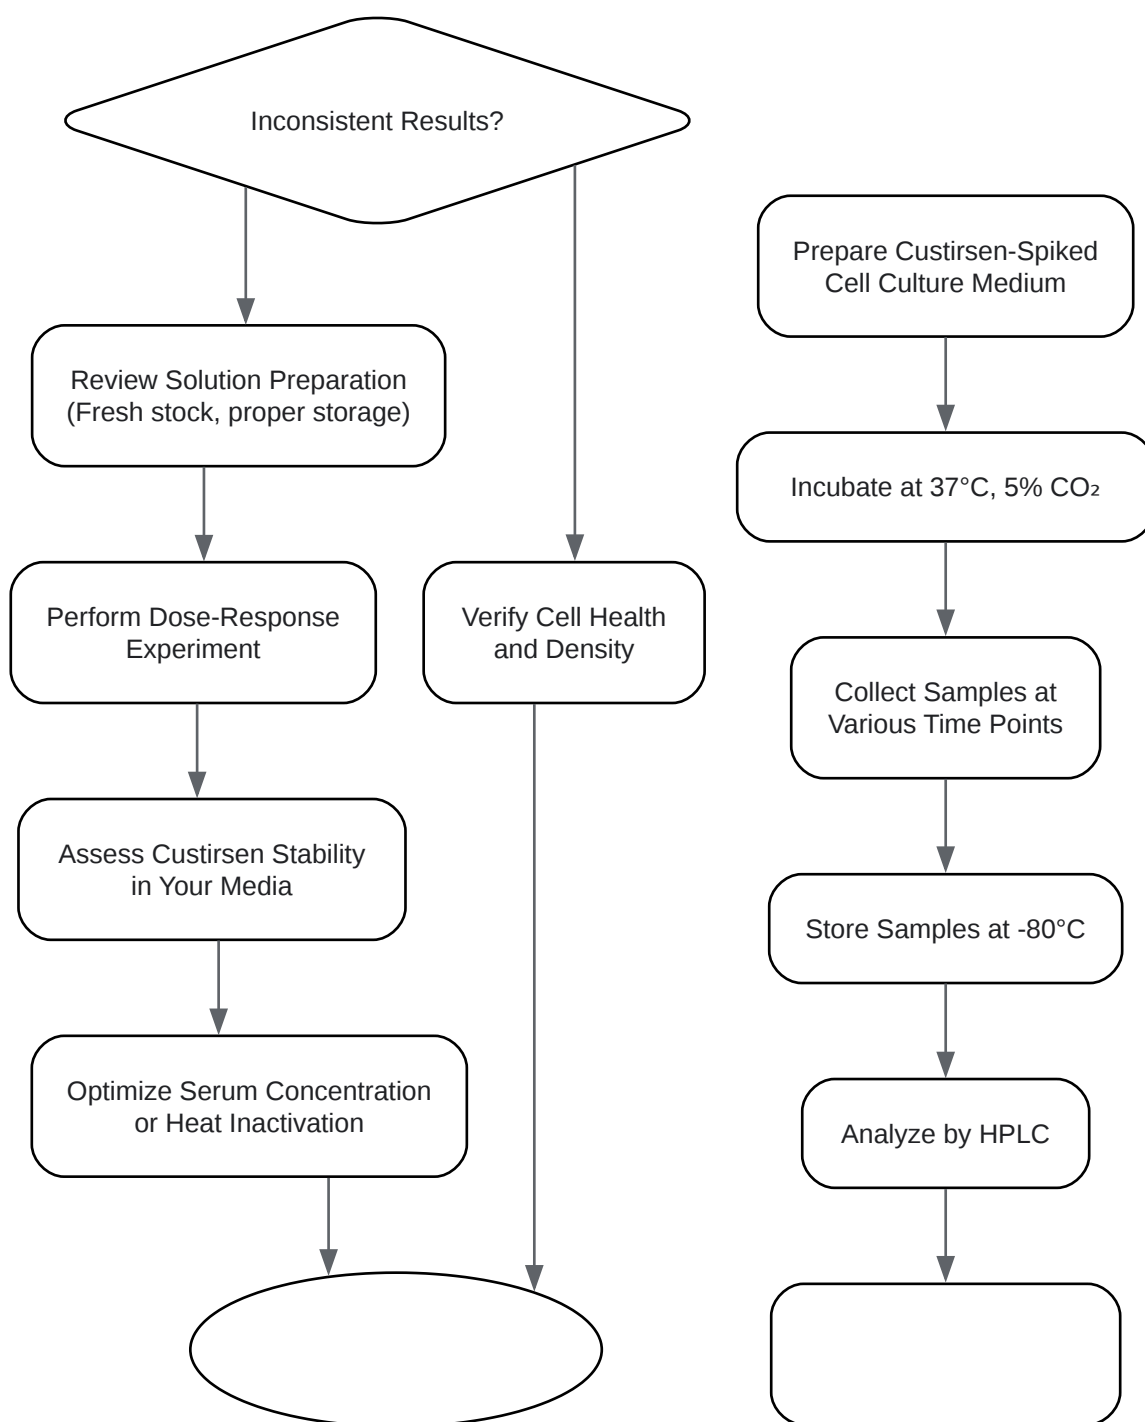 Inconsistent Results?
Review Solution Preparation
(Fresh stock, proper storage)
Perform Dose-Response
Experiment
Verify Cell Health
and Density
Assess Custirsen Stability
in Your Media
Optimize Serum Concentration
or Heat Inactivation
Prepare Custirsen-Spiked
Cell Culture Medium
Incubate at 37°C, 5% CO₂
Collect Samples at
Various Time Points
Store Samples at -80°C
Analyze by HPLC